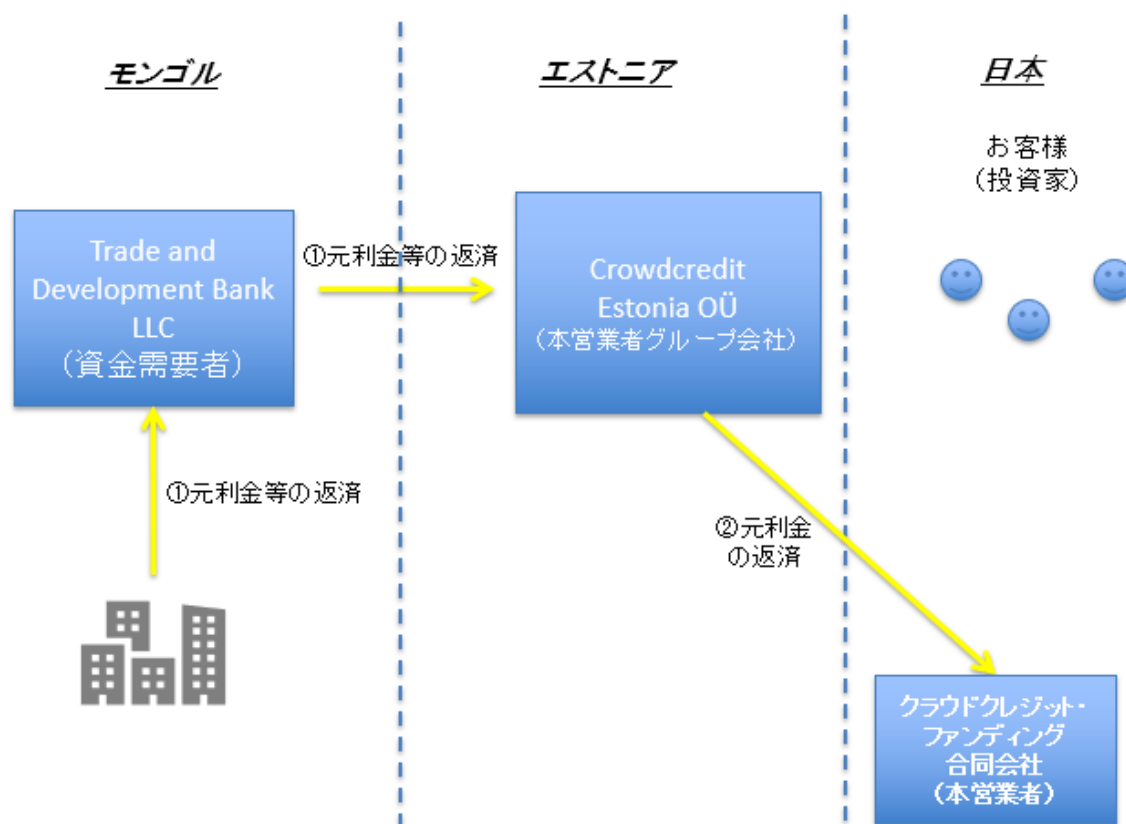 モンゴル
エストニア
日本
お客様
（投資家）
Trade and
Development Bank
LLC
（資金需要者）
①元利金等の返済
Crowdcredit
Estonia OÜ
（本営業者グループ会社）
①元利金等の返済
②元利金
の返済
クラウドクレジット・
ファンディング
合同会社
（本営業者）